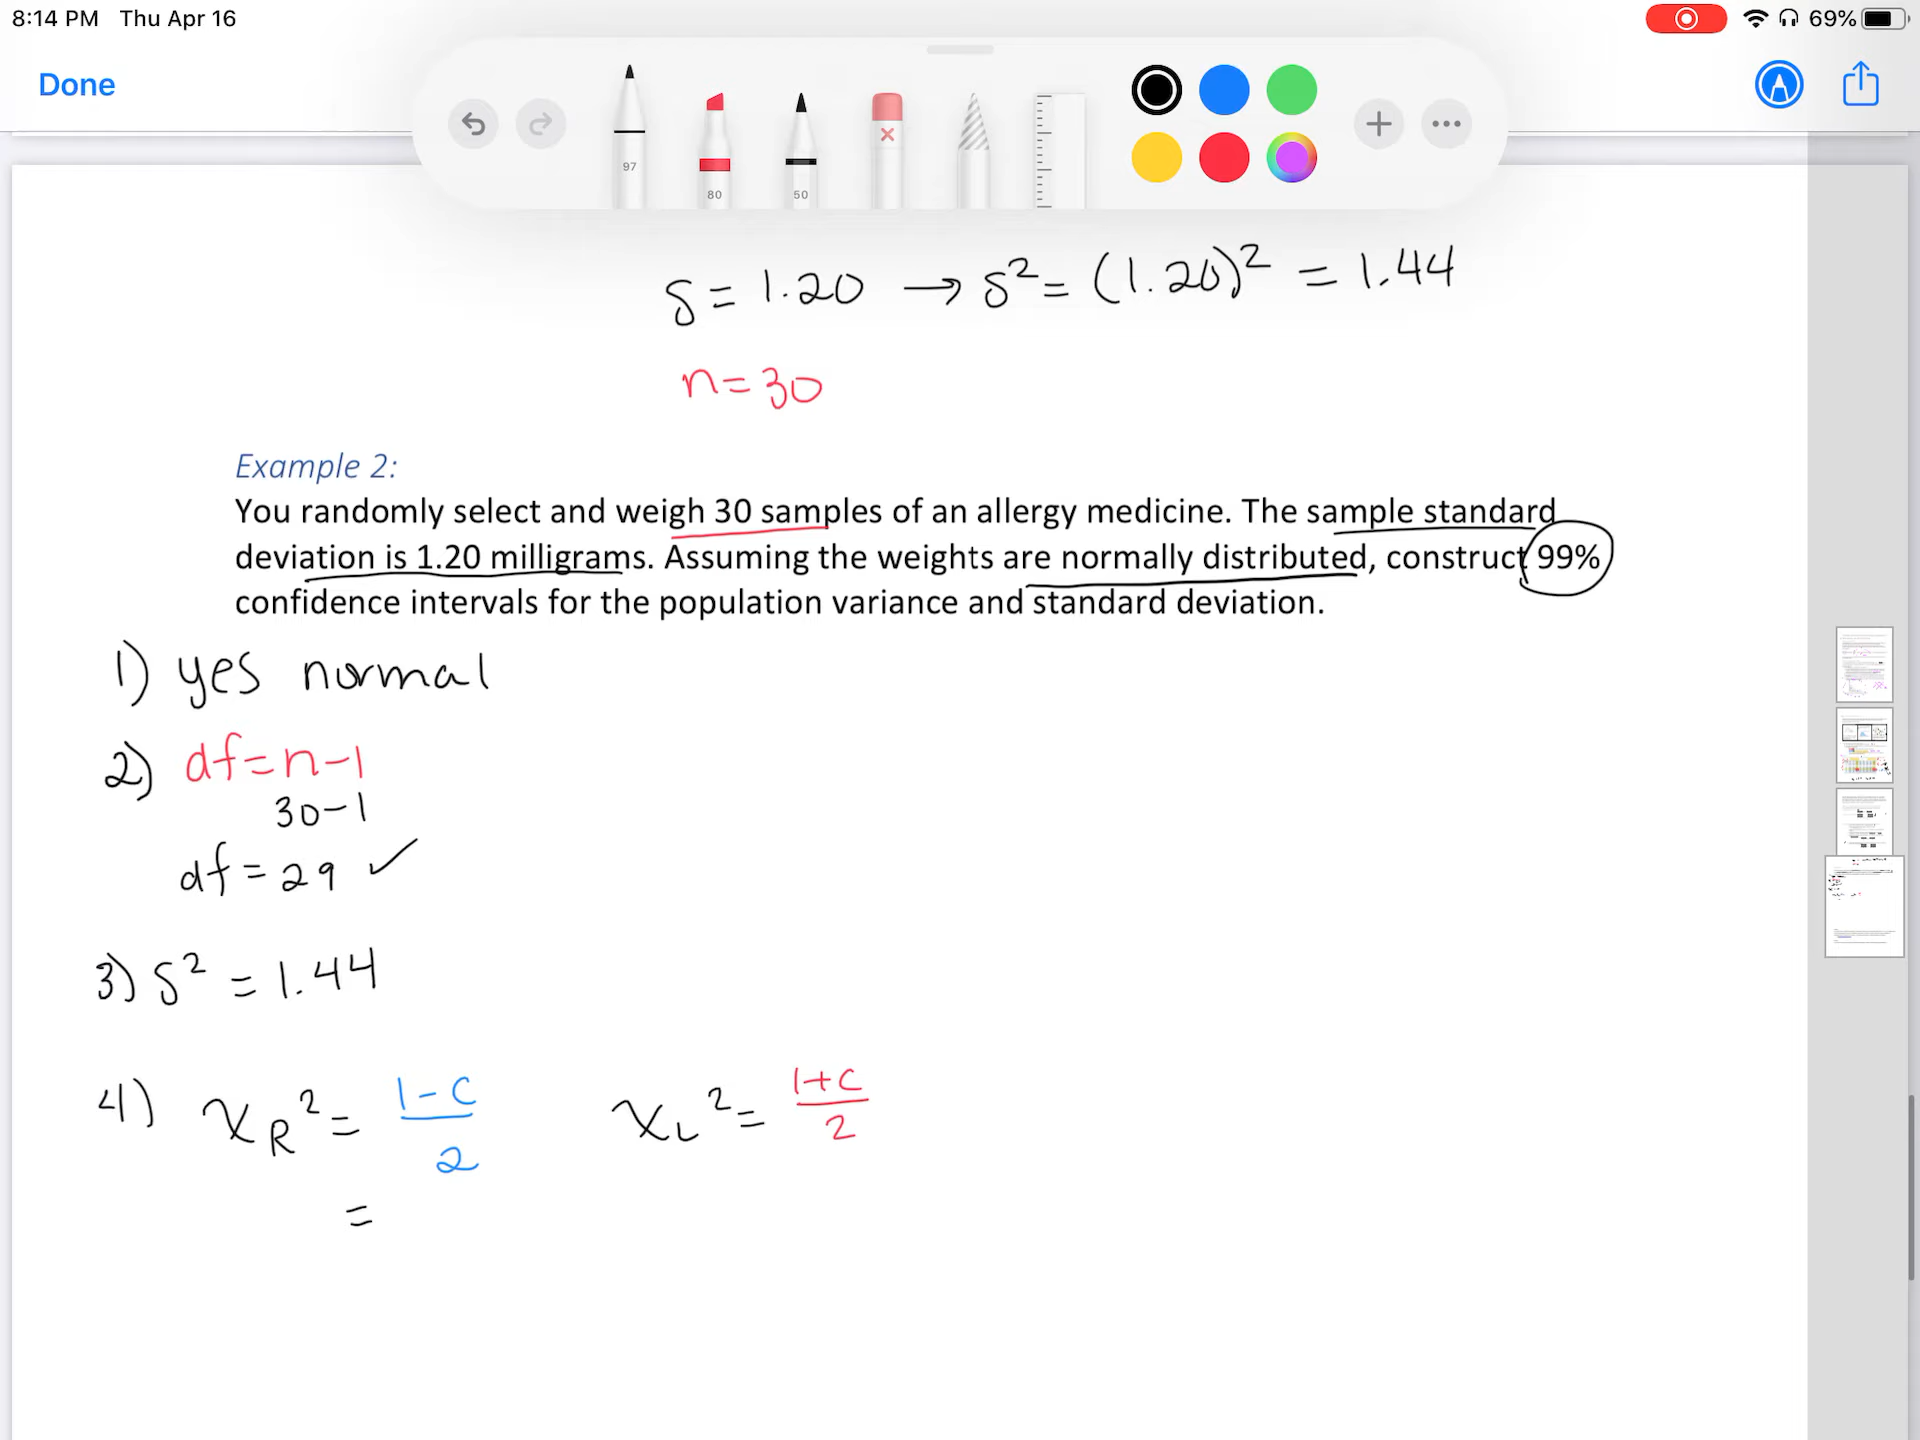 8:14 PM Thu Apr 16
69%
Done
97
80
50
s = 1.20 → s² = (1.20)² = 1.44
n = 30
Example 2:
You randomly select and weigh 30 samples of an allergy medicine. The sample standard
deviation is 1.20 milligrams. Assuming the weights are normally distributed, construct 99%
confidence intervals for the population variance and standard deviation.
1) yes normal
2) df = n-1
30-1
df = 29 ✓
3) s² = 1.44
4) χR² = 1-c/2 χL² = 1+c/2
=